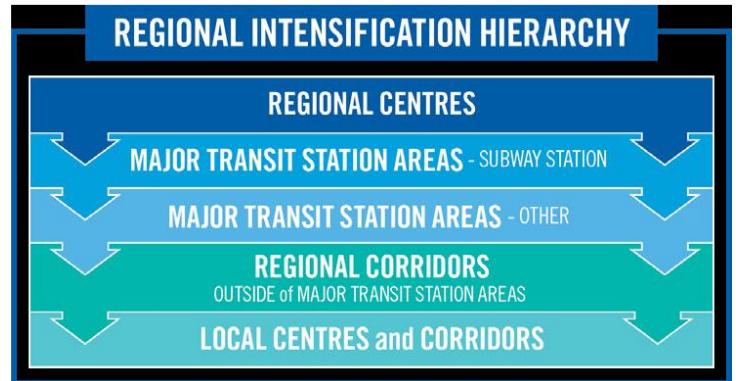 REGIONAL INTENSIFICATION HIERARCHY
REGIONAL CENTRES
MAJOR TRANSIT STATION AREAS - SUBWAY STATION
MAJOR TRANSIT STATION AREAS - OTHER
REGIONAL CORRIDORS
OUTSIDE of MAJOR TRANSIT STATION AREAS
LOCAL CENTRES and CORRIDORS